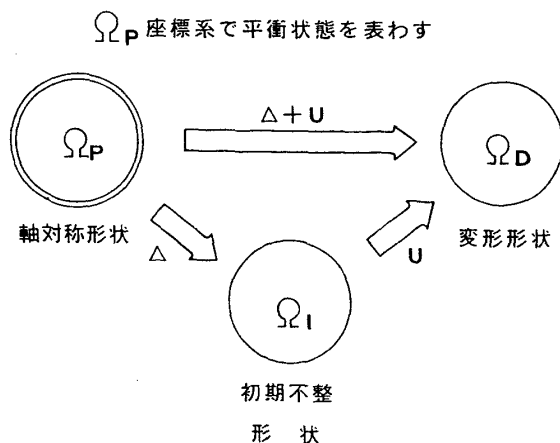 Ω_P 座標系で平衡状態を表わす
Δ+U
Ω_P
Ω_D
軸対称形状
変形形状
Δ
U
Ω_I
初期不整
形 状